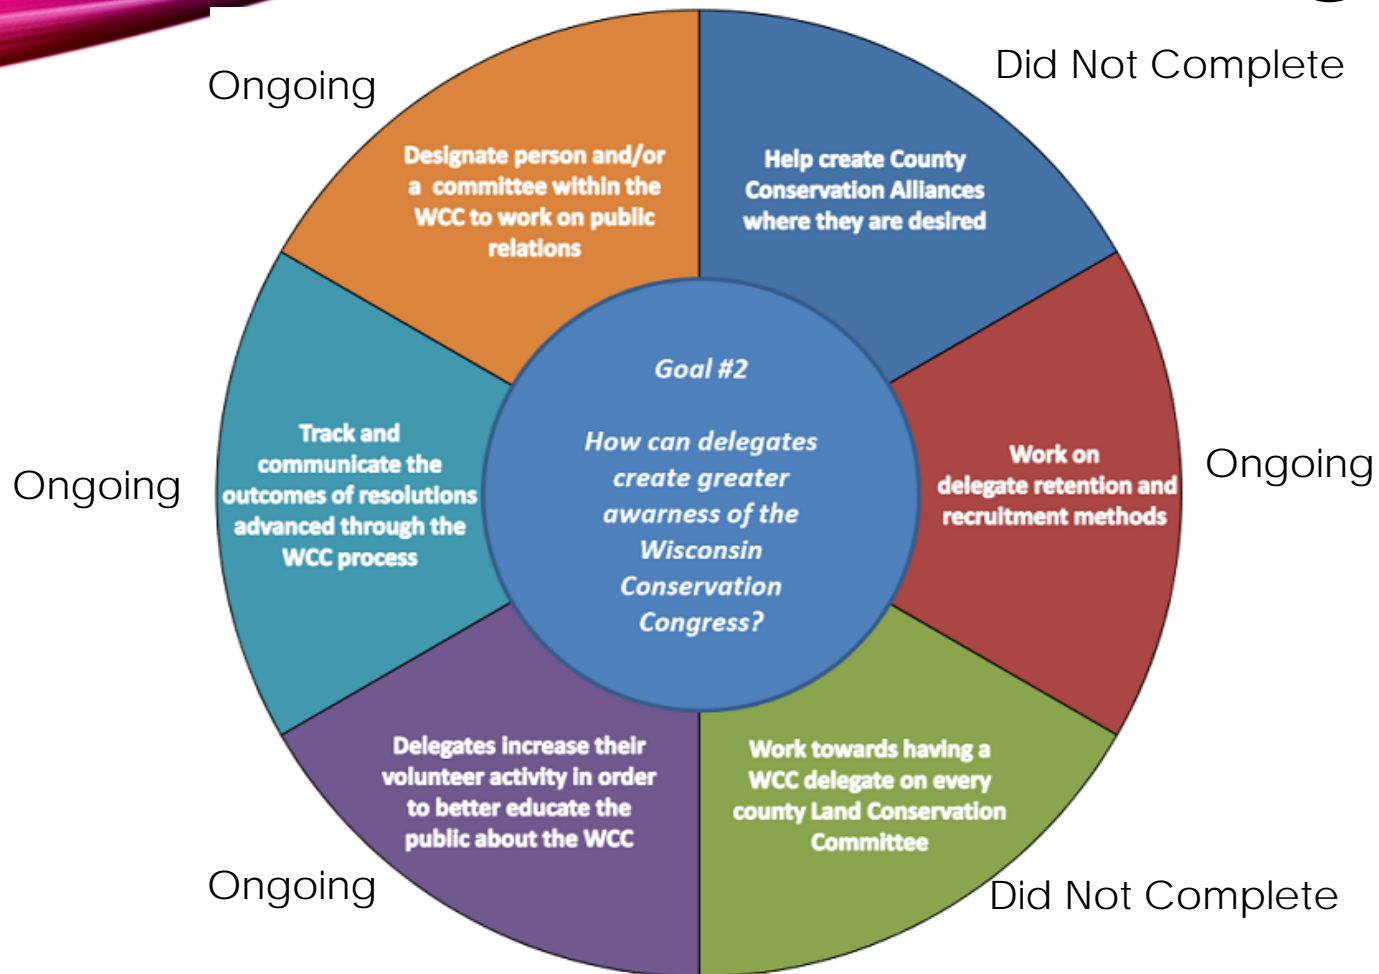 Ongoing
Did Not Complete
Designate person and/or
a committee within the
WCC to work on public
relations
Help create County
Conservation Alliances
where they are desired
Goal #2
How can delegates
create greater
awarness of the
Wisconsin
Conservation
Congress?
Track and
communicate the
outcomes of resolutions
advanced through the
WCC process
Ongoing
Work on
delegate retention and
recruitment methods
Ongoing
Delegates increase their
volunteer activity in order
to better educate the
public about the WCC
Ongoing
Work towards having a
WCC delegate on every
county Land Conservation
Committee
Did Not Complete